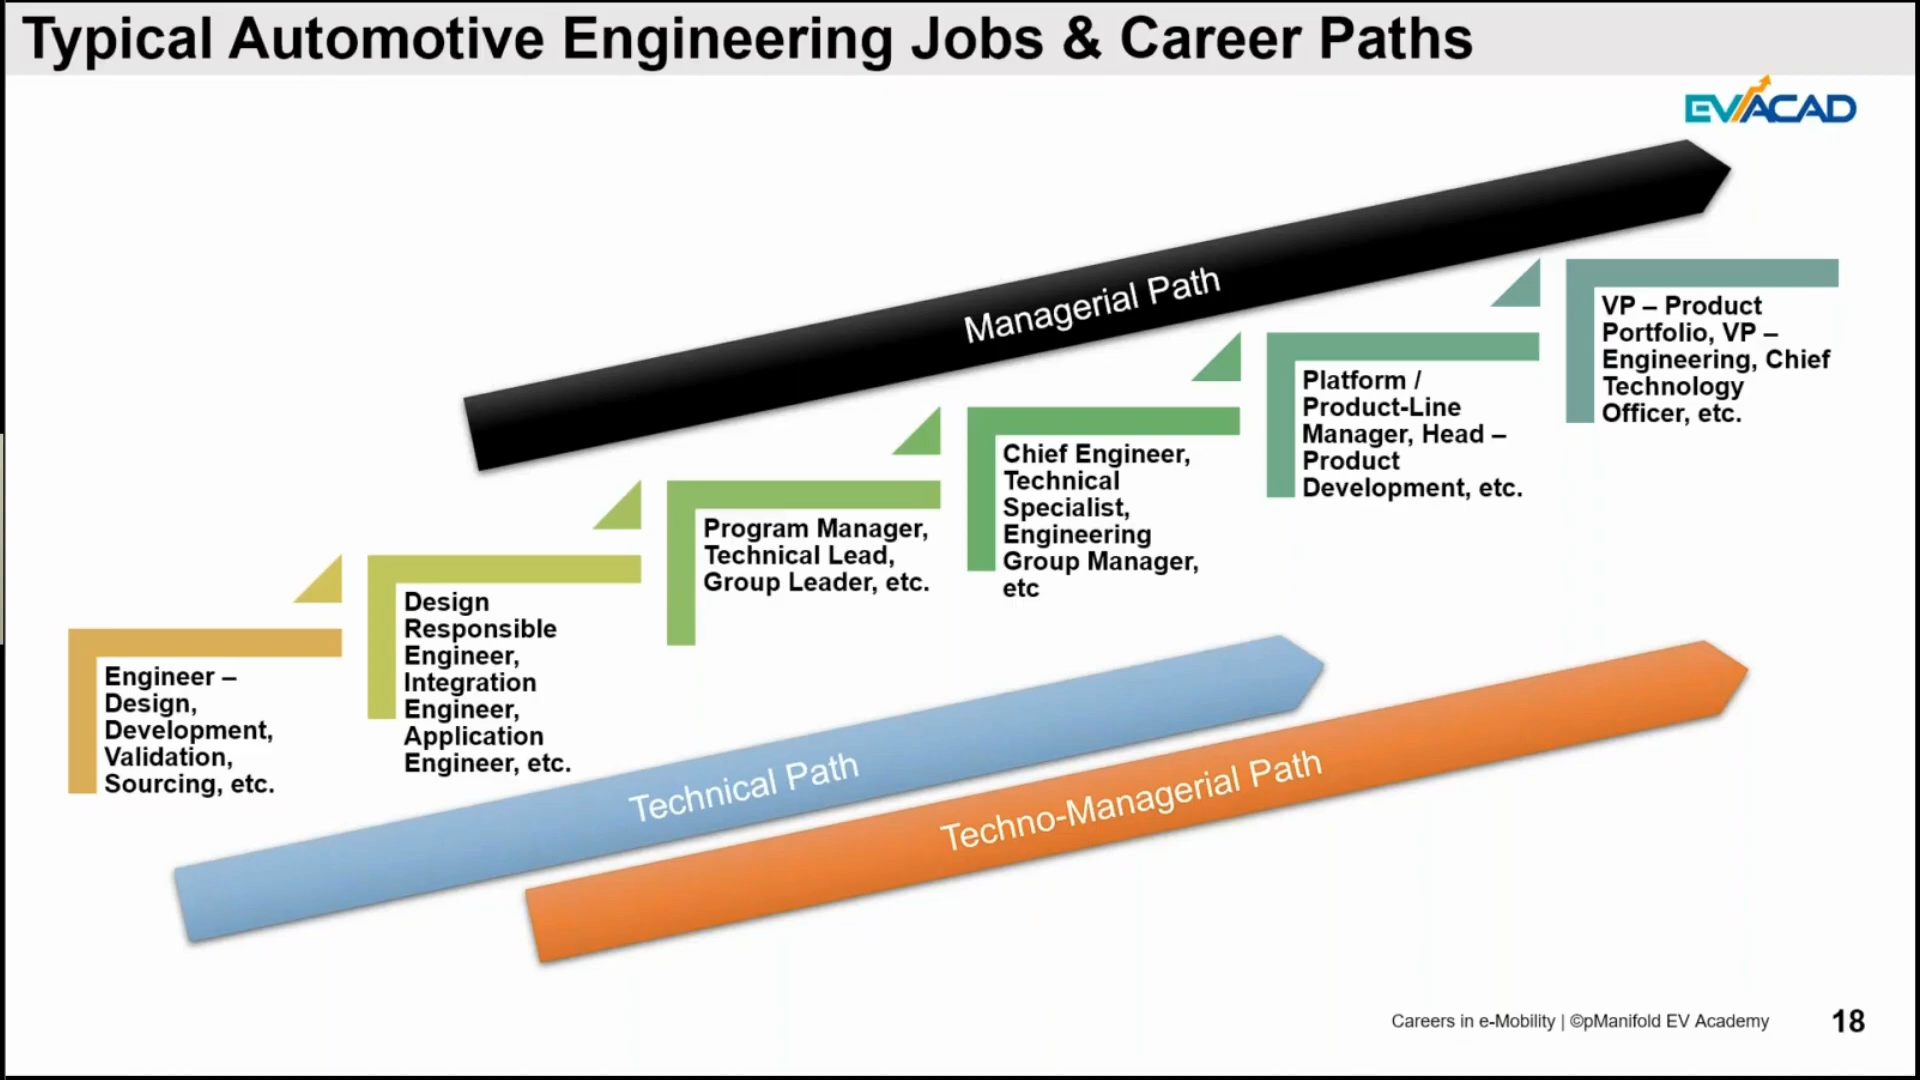 Typical Automotive Engineering Jobs & Career Paths
EVACAD
Managerial Path
VP – Product
Portfolio, VP –
Engineering, Chief
Technology
Officer, etc.
Platform /
Product-Line
Manager, Head –
Product
Development, etc.
Chief Engineer,
Technical
Specialist,
Engineering
Group Manager,
etc
Program Manager,
Technical Lead,
Group Leader, etc.
Design
Responsible
Engineer,
Integration
Engineer,
Application
Engineer, etc.
Engineer –
Design,
Development,
Validation,
Sourcing, etc.
Technical Path
Techno-Managerial Path
Careers in e-Mobility | ©pManifold EV Academy
18